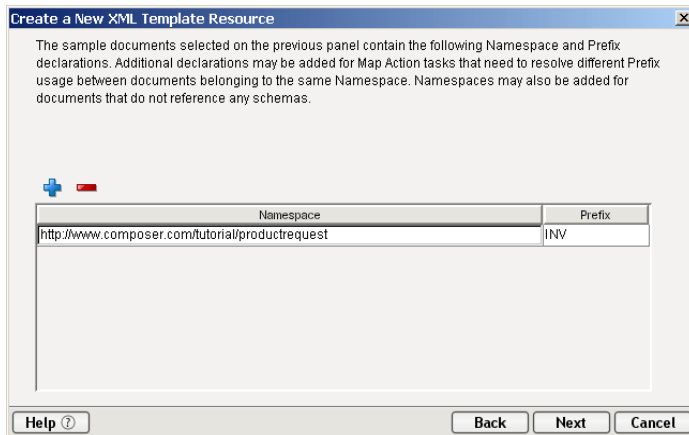 Create a New XML Template Resource
The sample documents selected on the previous panel contain the following Namespace and Prefix
declarations. Additional declarations may be added for Map Action tasks that need to resolve different Prefix
usage between documents belonging to the same Namespace. Namespaces may also be added for
documents that do not reference any schemas.
Namespace Prefix
http://www.composer.com/tutorial/productrequest INV
Help ? Back Next Cancel